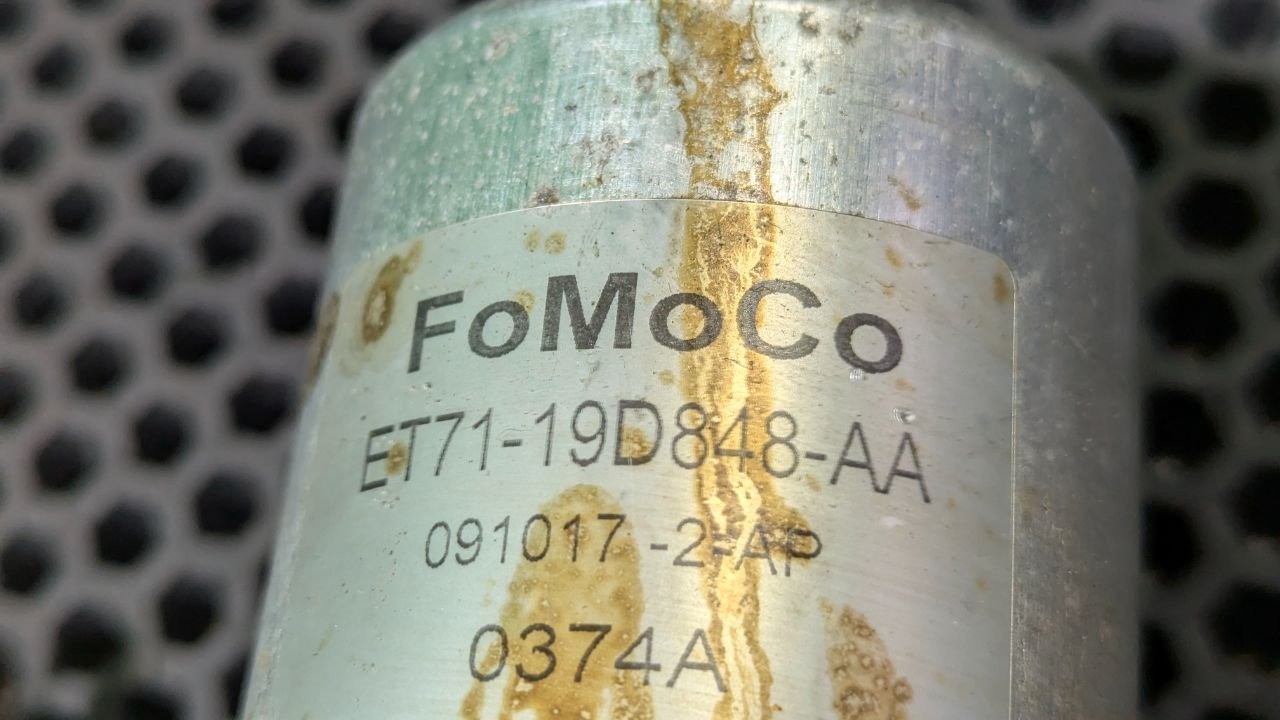 FoMoCo
ET71-19D848-AA
091017 -2-AP
0374A